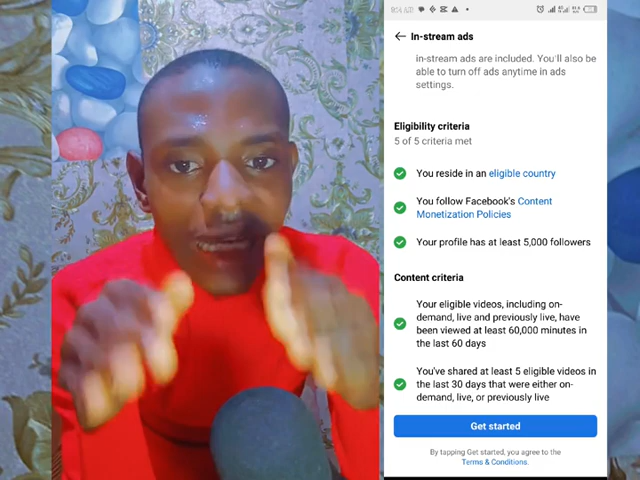 9:14 AM
In-stream ads
in-stream ads are included. You'll also be
able to turn off ads anytime in ads
settings.
Eligibility criteria
5 of 5 criteria met
You reside in an eligible country
You follow Facebook's Content
Monetization Policies
Your profile has at least 5,000 followers
Content criteria
Your eligible videos, including on-
demand, live and previously live, have
been viewed at least 60,000 minutes in
the last 60 days
You've shared at least 5 eligible videos in
the last 30 days that were either on-
demand, live, or previously live
Get started
By tapping Get started, you agree to the
Terms & Conditions.